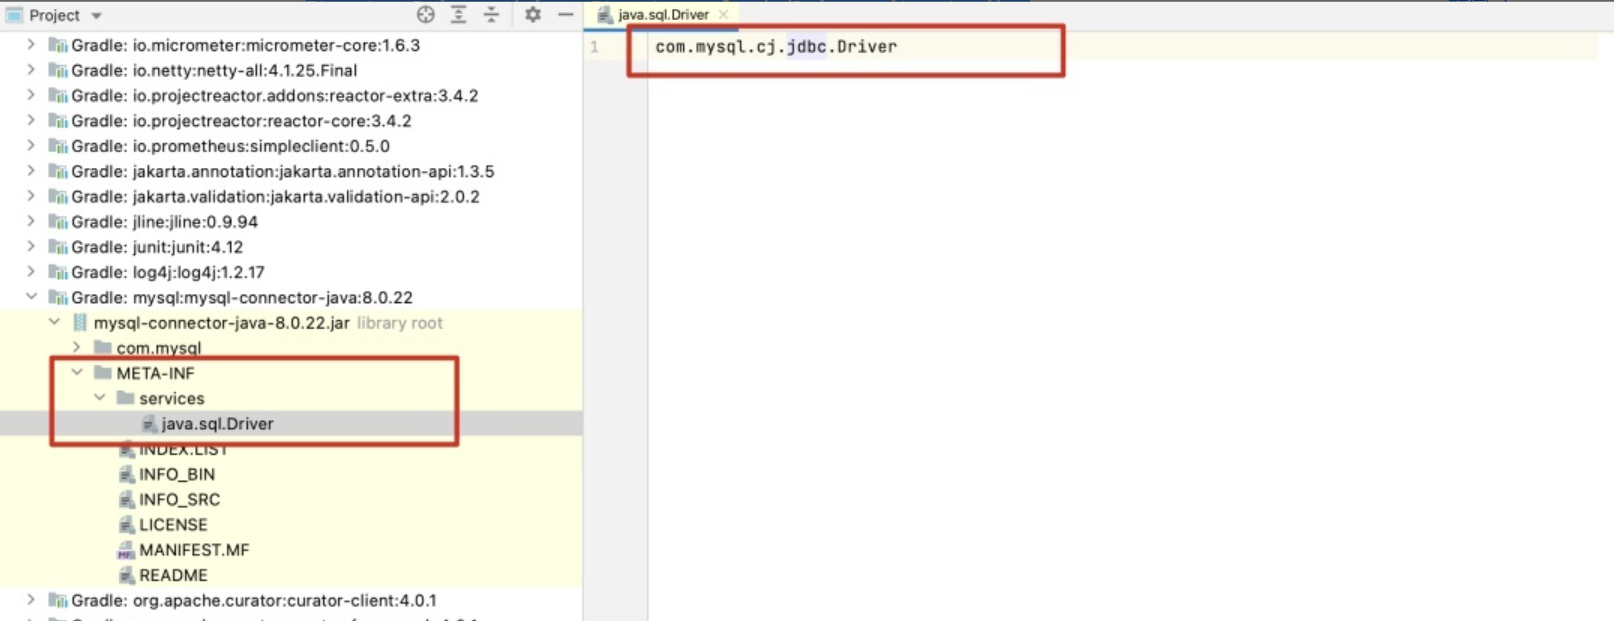 Project
java.sql.Driver
Gradle: io.micrometer:micrometer-core:1.6.3
Gradle: io.netty:netty-all:4.1.25.Final
Gradle: io.projectreactor.addons:reactor-extra:3.4.2
Gradle: io.projectreactor:reactor-core:3.4.2
Gradle: io.prometheus:simpleclient:0.5.0
Gradle: jakarta.annotation:jakarta.annotation-api:1.3.5
Gradle: jakarta.validation:jakarta.validation-api:2.0.2
Gradle: jline:jline:0.9.94
Gradle: junit:junit:4.12
Gradle: log4j:log4j:1.2.17
Gradle: mysql:mysql-connector-java:8.0.22
mysql-connector-java-8.0.22.jar library root
com.mysql
META-INF
services
java.sql.Driver
INDEX.LIST
INFO_BIN
INFO_SRC
LICENSE
MANIFEST.MF
README
Gradle: org.apache.curator:curator-client:4.0.1
1 com.mysql.cj.jdbc.Driver